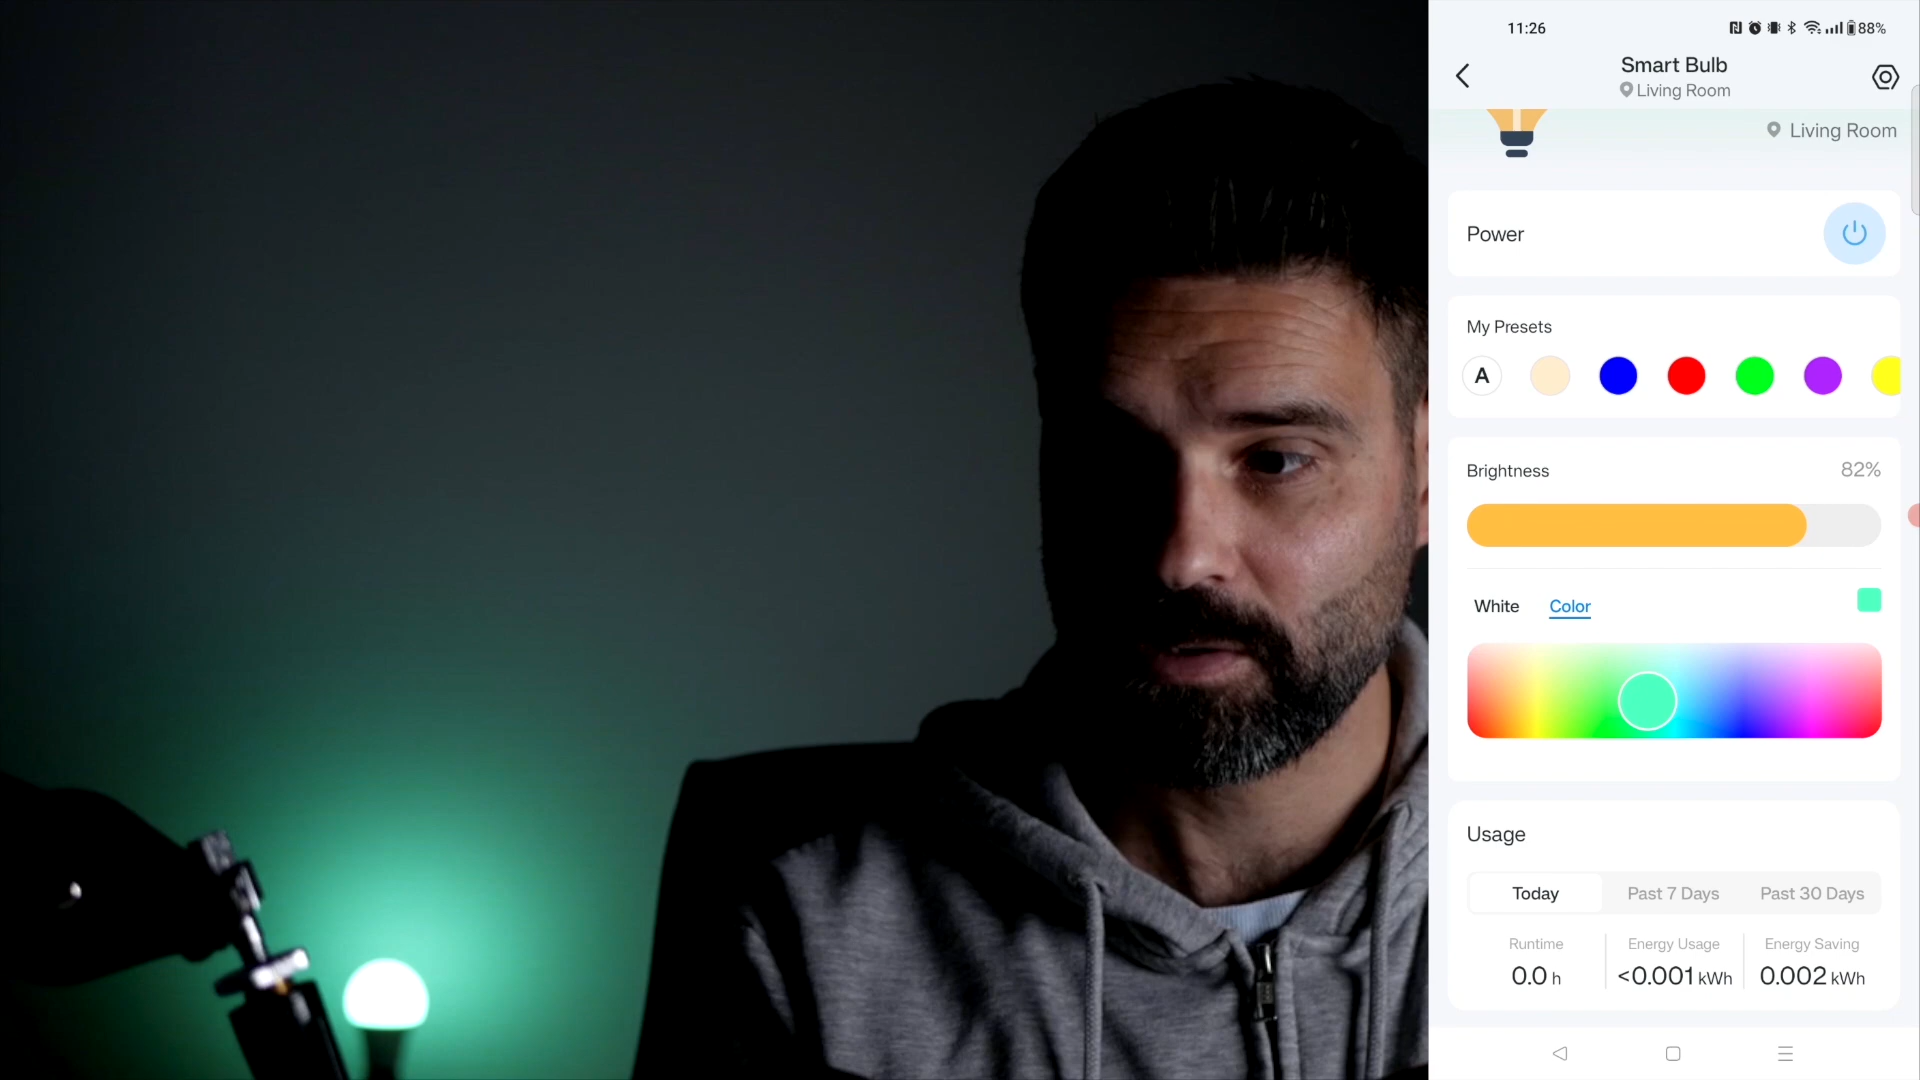 11:26
88%
Smart Bulb
Living Room
Living Room
Power
My Presets
A
Brightness
82%
White
Color
Usage
Today
Past 7 Days
Past 30 Days
Runtime
Energy Usage
Energy Saving
0.0 h
<0.001 kWh
0.002 kWh